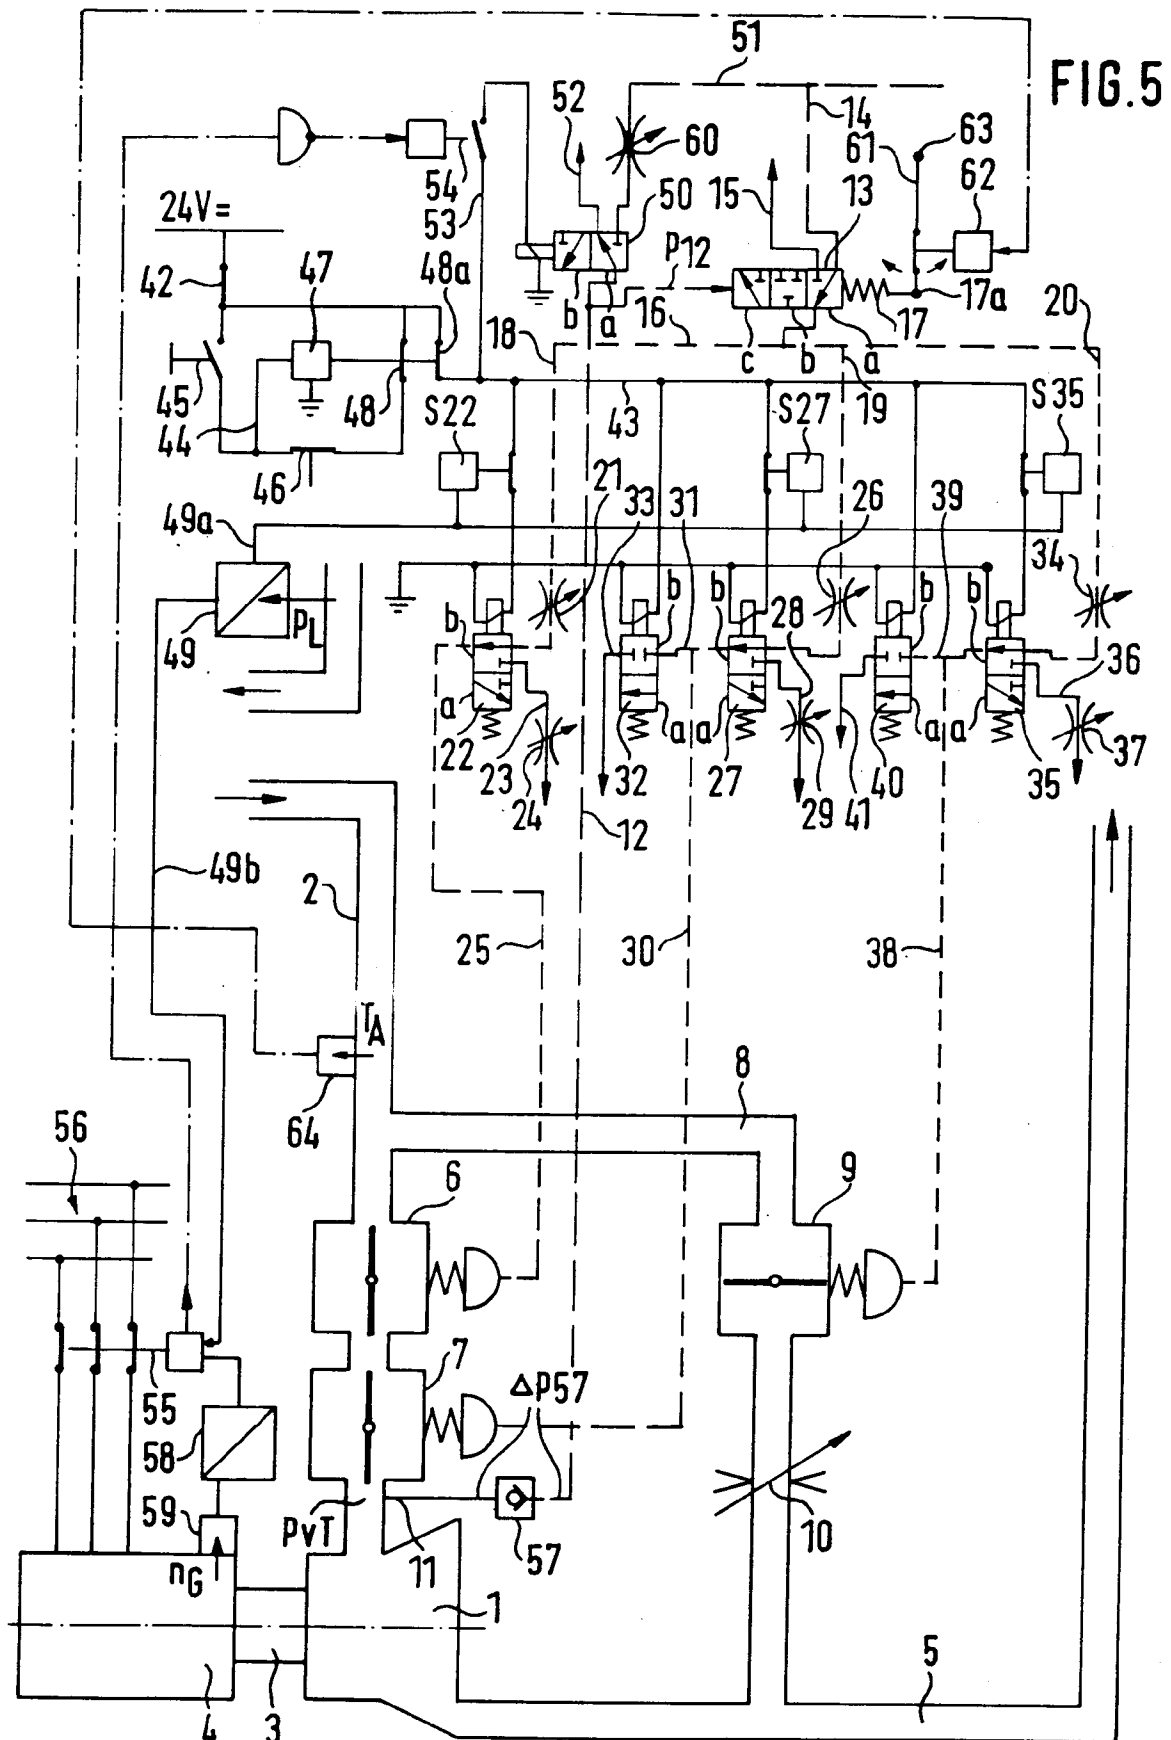 FIG.5
51
52
14
63
60
61
62
54
15
13
53
50
24V=
P12
42
47
48a
b
a
16
17a
18
c
b
a
17
20
45
48
44
S22
43
19
S27
S35
46
21
33
31
26
39
49a
34
49
PL
b
b
b
28
b
b
36
a
22
23
24
32
a
a
27
29
41
40
a
a
35
37
12
49b
2
25
30
38
TA
64
8
56
6
9
7
55
Δp57
58
59
PvT
11
57
10
nG
1
4
3
5